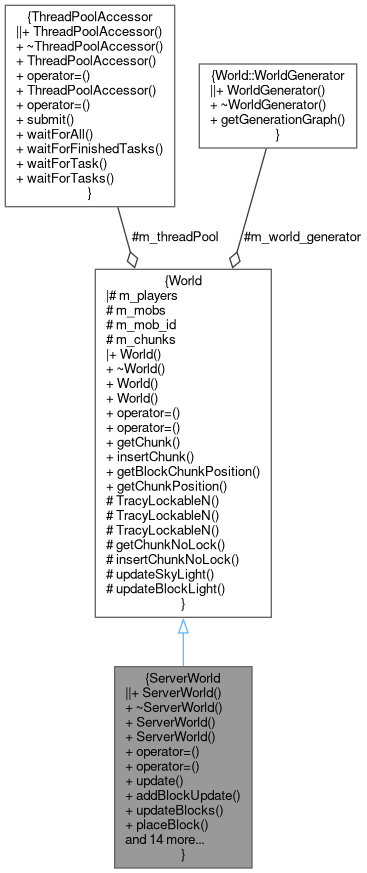 {ThreadPoolAccessor
||+ ThreadPoolAccessor()
+ ~ThreadPoolAccessor()
+ ThreadPoolAccessor()
+ operator=()
+ ThreadPoolAccessor()
+ operator=()
+ submit()
+ waitForAll()
+ waitForFinishedTasks()
+ waitForTask()
+ waitForTasks()
}
{World::WorldGenerator
||+ WorldGenerator()
+ ~WorldGenerator()
+ getGenerationGraph()
}
#m_threadPool
#m_world_generator
{World
|# m_players
# m_mobs
# m_mob_id
# m_chunks
|+ World()
+ ~World()
+ World()
+ World()
+ operator=()
+ operator=()
+ getChunk()
+ insertChunk()
+ getBlockChunkPosition()
+ getChunkPosition()
# TracyLockableN()
# TracyLockableN()
# TracyLockableN()
# getChunkNoLock()
# insertChunkNoLock()
# updateSkyLight()
# updateBlockLight()
}
{ServerWorld
||+ ServerWorld()
+ ~ServerWorld()
+ ServerWorld()
+ ServerWorld()
+ operator=()
+ operator=()
+ update()
+ addBlockUpdate()
+ updateBlocks()
+ placeBlock()
and 14 more...
}